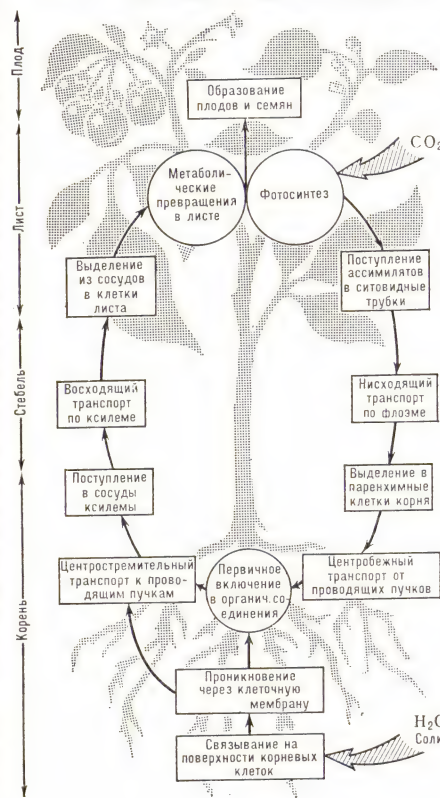 Плод
Лист
Стебель
Корень
Образование
плодов и семян
CO₂
Метаболи-
ческие
превращения
в листе
Фотосинтез
Выделение
из сосудов
в клетки
листа
Поступление
ассимилятов
в ситовидные
трубки
Восходящий
транспорт
по ксилеме
Нисходящий
транспорт
по флоэме
Поступление
в сосуды
ксилемы
Выделение в
паренхимные
клетки корня
Центростремительный
транспорт к прово-
дящим пучкам
Первичное
включение
в органич. со-
единения
Центробежный
транспорт от
проводящих пучков
Проникновение
через клеточную
мембрану
Связывание на
поверхности корневых
клеток
H₂O
Соли